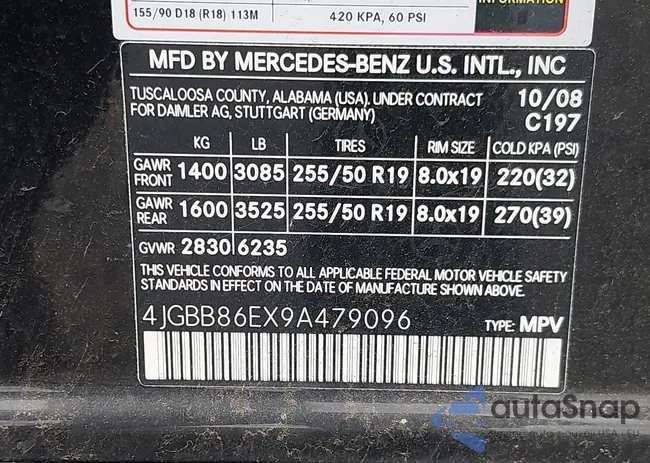 155/90 D18 (R18) 113M 420 KPA, 60 PSI INFORMATION
MFD BY MERCEDES-BENZ U.S. INTL., INC
TUSCALOOSA COUNTY, ALABAMA (USA). UNDER CONTRACT 10/08
FOR DAIMLER AG, STUTTGART (GERMANY) C197
KG LB TIRES RIM SIZE COLD KPA (PSI)
GAWR FRONT 1400 3085 255/50 R19 8.0x19 220(32)
GAWR REAR 1600 3525 255/50 R19 8.0x19 270(39)
GVWR 2830 6235
THIS VEHICLE CONFORMS TO ALL APPLICABLE FEDERAL MOTOR VEHICLE SAFETY
STANDARDS IN EFFECT ON THE DATE OF MANUFACTURE SHOWN ABOVE.
4JGBB86EX9A479096 TYPE: MPV
autoSnap